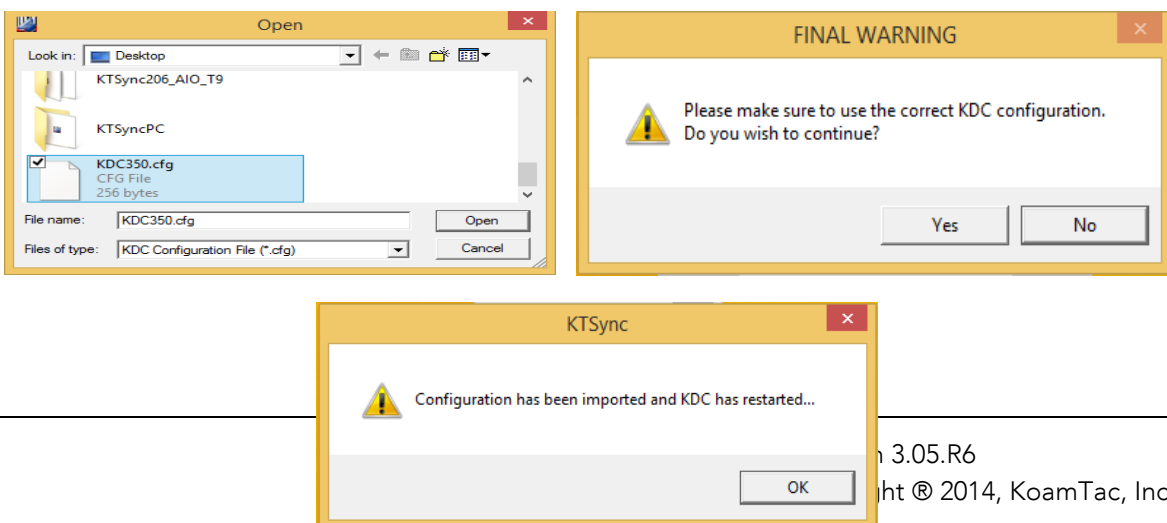 Open
Look in: Desktop
KTSync206_AIO_T9
KTSyncPC
KDC350.cfg
CFG File
256 bytes
File name: KDC350.cfg Open
Files of type: KDC Configuration File (*.cfg) Cancel
FINAL WARNING
Please make sure to use the correct KDC configuration.
Do you wish to continue?
Yes No
KTSync
Configuration has been imported and KDC has restarted...
OK
3.05.R6
® 2014, KoamTac, Inc